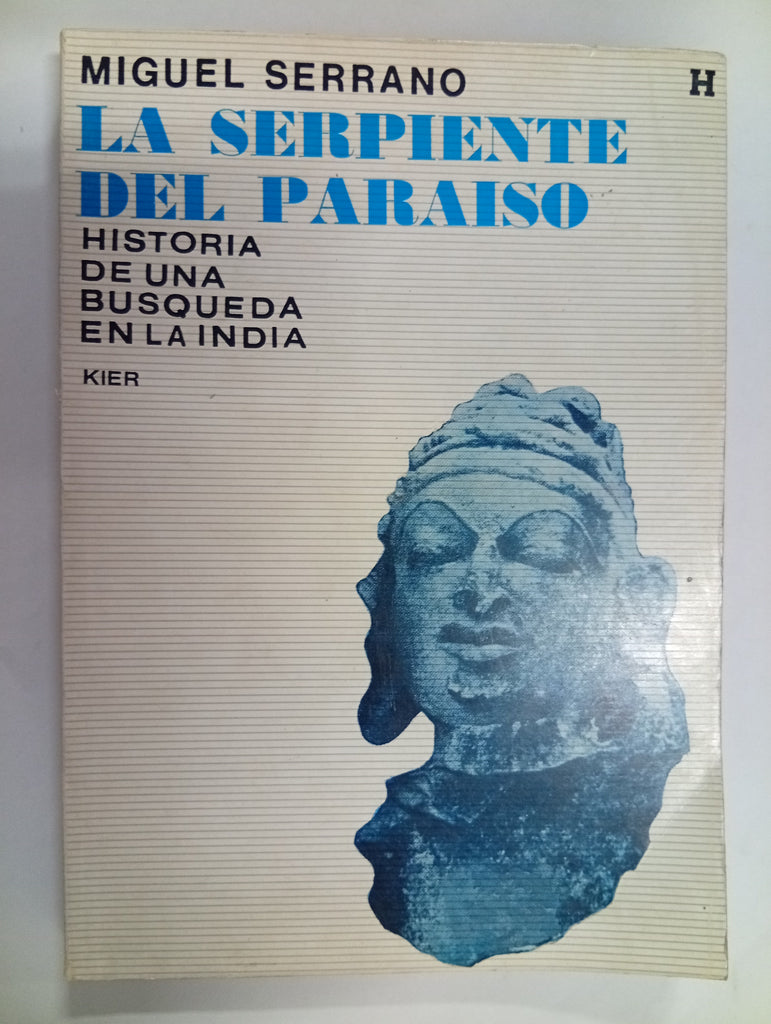 MIGUEL SERRANO
H
LA SERPIENTE
DEL PARAISO
HISTORIA
DE UNA
BUSQUEDA
EN LA INDIA
KIER